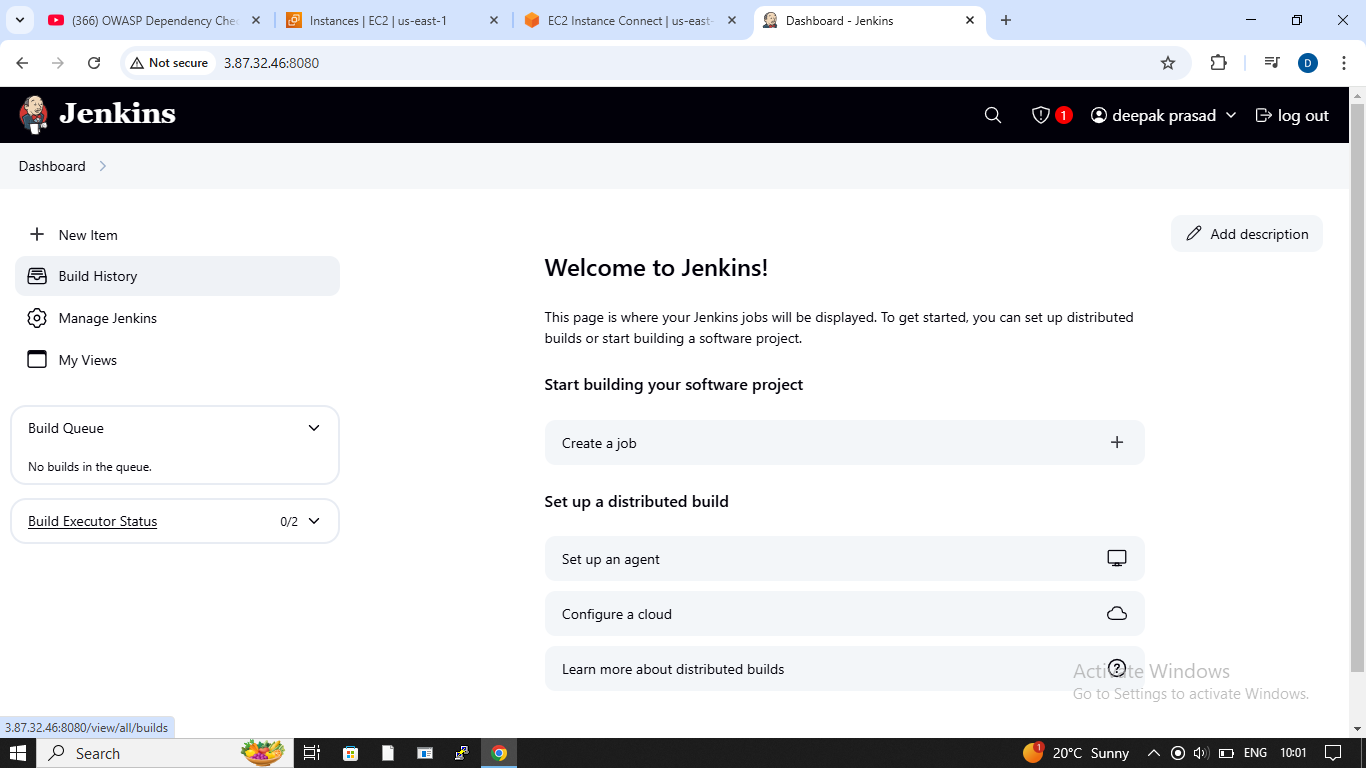 (366) OWASP Dependency Che
Instances | EC2 | us-east-1
EC2 Instance Connect | us-east-
Dashboard - Jenkins
Not secure
3.87.32.46:8080
D
Jenkins
1
deepak prasad
log out
Dashboard
New Item
Build History
Manage Jenkins
My Views
Build Queue
No builds in the queue.
Build Executor Status
0/2
Add description
Welcome to Jenkins!
This page is where your Jenkins jobs will be displayed. To get started, you can set up distributed
builds or start building a software project.
Start building your software project
Create a job
Set up a distributed build
Set up an agent
Configure a cloud
Learn more about distributed builds
Activate Windows
Go to Settings to activate Windows.
3.87.32.46:8080/view/all/builds
Search
1
20°C Sunny
ENG
10:01